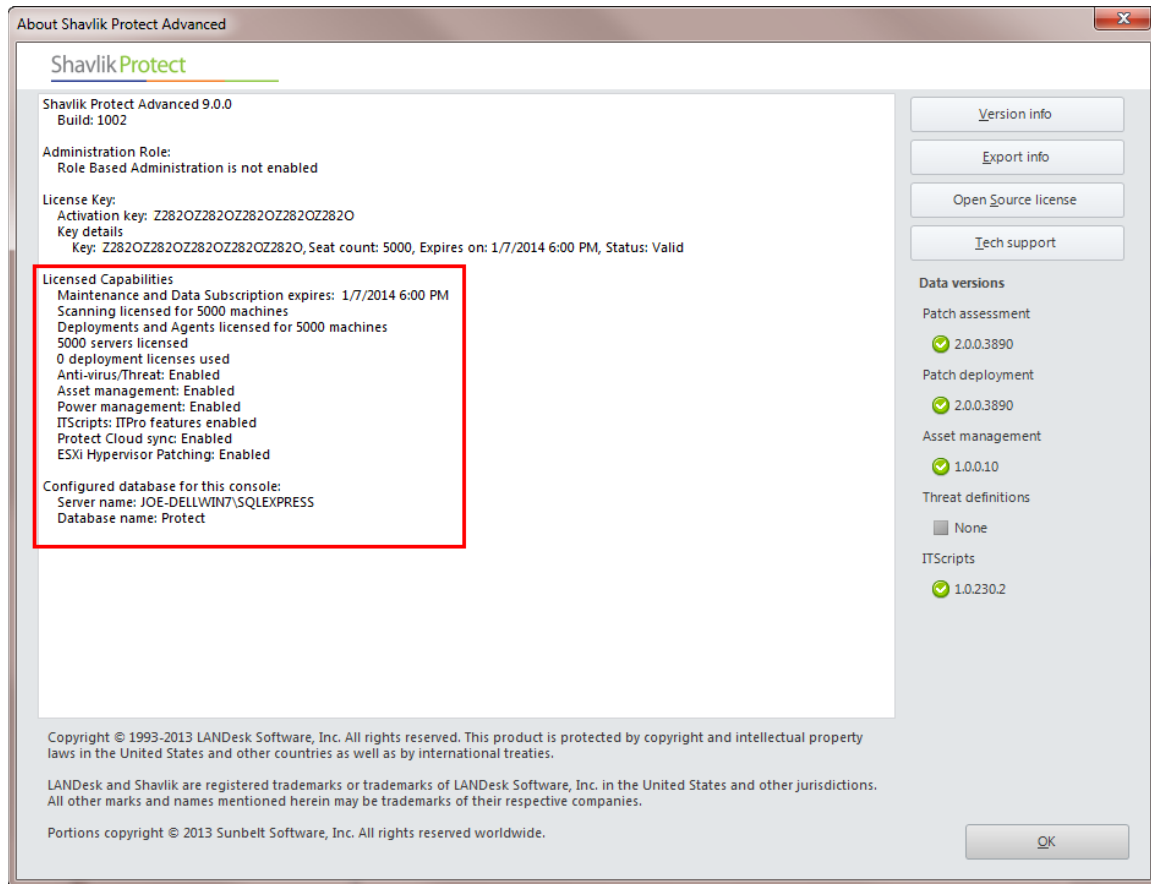 About Shavlik Protect Advanced
Shavlik Protect
Shavlik Protect Advanced 9.0.0
Build: 1002
Administration Role:
Role Based Administration is not enabled
License Key:
Activation key: Z282OZ282OZ282OZ282OZ282O
Key details
Key: Z282OZ282OZ282OZ282OZ282O, Seat count: 5000, Expires on: 1/7/2014 6:00 PM, Status: Valid
Licensed Capabilities
Maintenance and Data Subscription expires: 1/7/2014 6:00 PM
Scanning licensed for 5000 machines
Deployments and Agents licensed for 5000 machines
5000 servers licensed
0 deployment licenses used
Anti-virus/Threat: Enabled
Asset management: Enabled
Power management: Enabled
ITScripts: ITPro features enabled
Protect Cloud sync: Enabled
ESXi Hypervisor Patching: Enabled
Configured database for this console:
Server name: JOE-DELLWIN7\SQLEXPRESS
Database name: Protect
Version info
Export info
Open Source license
Tech support
Data versions
Patch assessment
2.0.0.3890
Patch deployment
2.0.0.3890
Asset management
1.0.0.10
Threat definitions
None
ITScripts
1.0.230.2
Copyright © 1993-2013 LANDesk Software, Inc. All rights reserved. This product is protected by copyright and intellectual property
laws in the United States and other countries as well as by international treaties.
LANDesk and Shavlik are registered trademarks or trademarks of LANDesk Software, Inc. in the United States and other jurisdictions.
All other marks and names mentioned herein may be trademarks of their respective companies.
Portions copyright © 2013 Sunbelt Software, Inc. All rights reserved worldwide.
OK